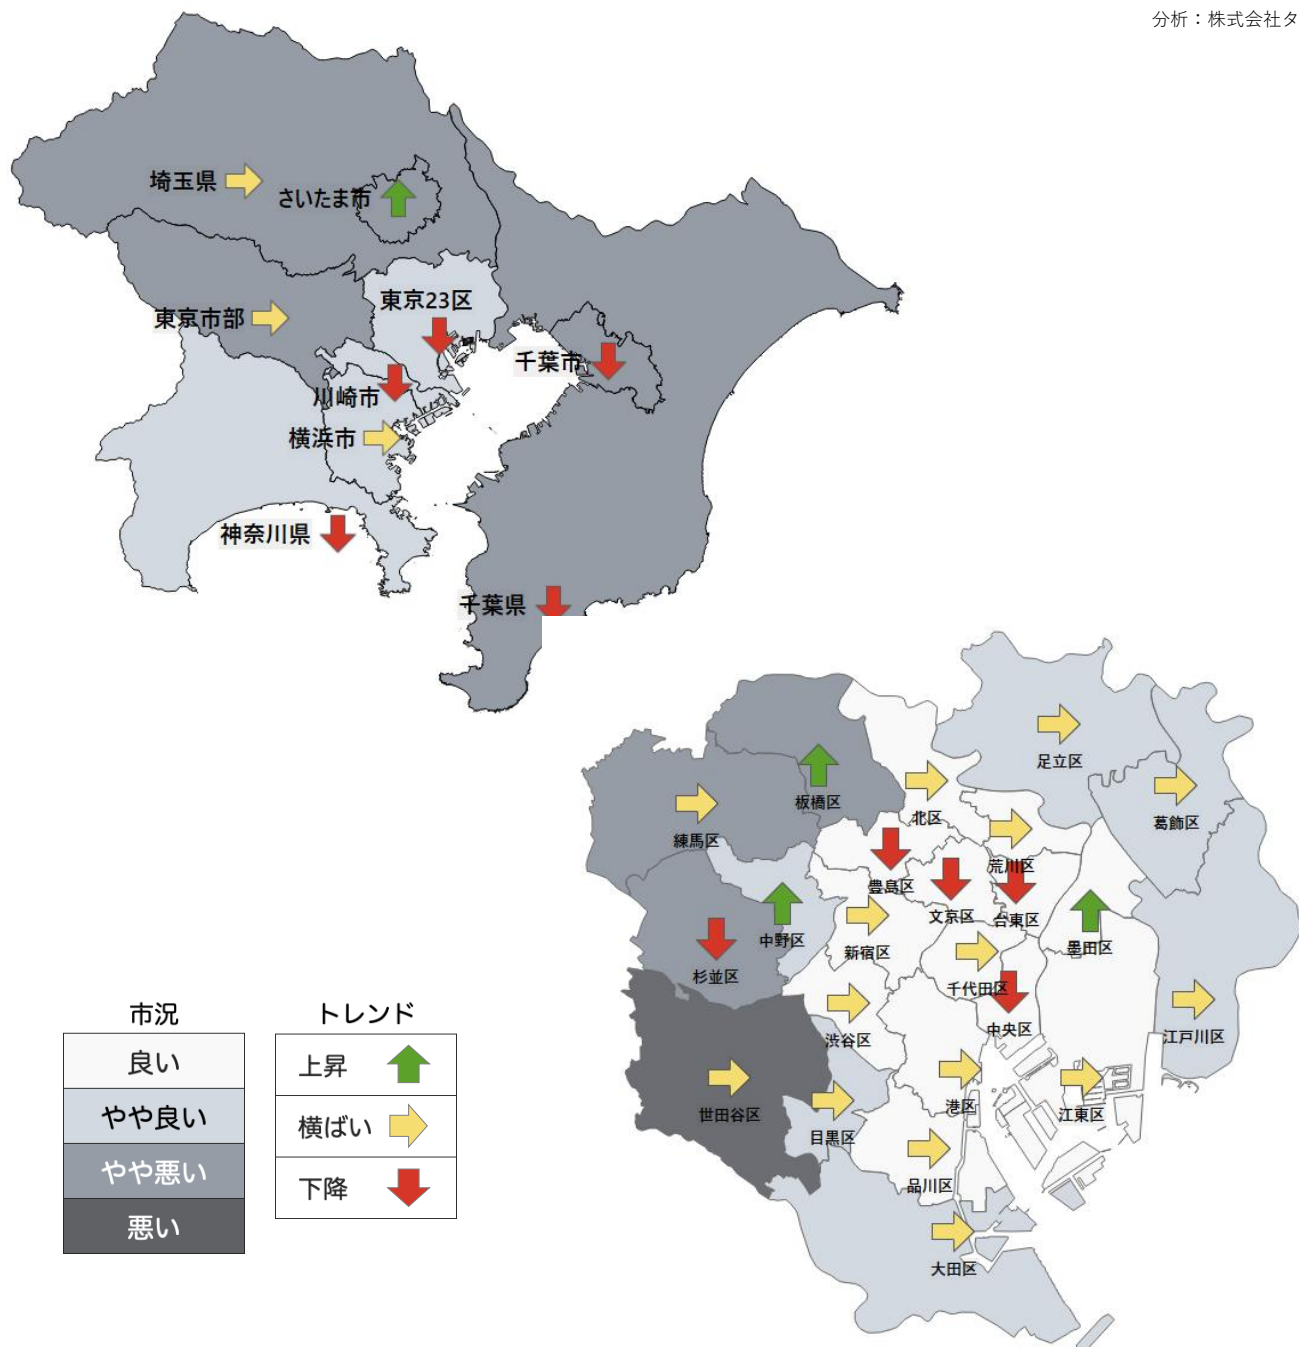 分析：株式会社タ
埼玉県
さいたま市
東京23区
東京市部
千葉市
川崎市
横浜市
神奈川県
千葉県
足立区
板橋区
北区
葛飾区
練馬区
荒川区
豊島区
文京区
台東区
中野区
墨田区
新宿区
杉並区
千代田区
中央区
渋谷区
江戸川区
世田谷区
港区
江東区
目黒区
品川区
大田区
市況
良い
やや良い
やや悪い
悪い
トレンド
上昇
横ばい
下降